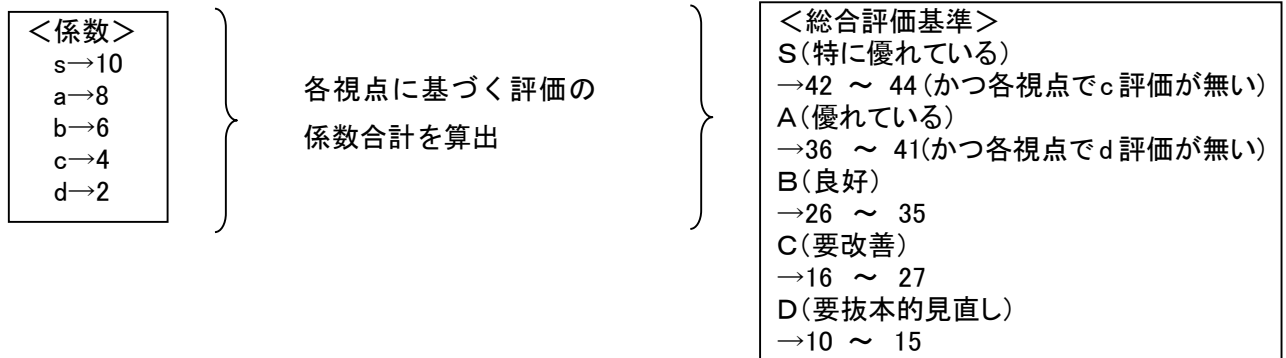 ＜係数＞
s→10
a→8
b→6
c→4
d→2
各視点に基づく評価の
係数合計を算出
＜総合評価基準＞
S（特に優れている）
→42 ～ 44（かつ各視点でc評価が無い）
A（優れている）
→36 ～ 41（かつ各視点でd評価が無い）
B（良好）
→26 ～ 35
C（要改善）
→16 ～ 27
D（要抜本的見直し）
→10 ～ 15